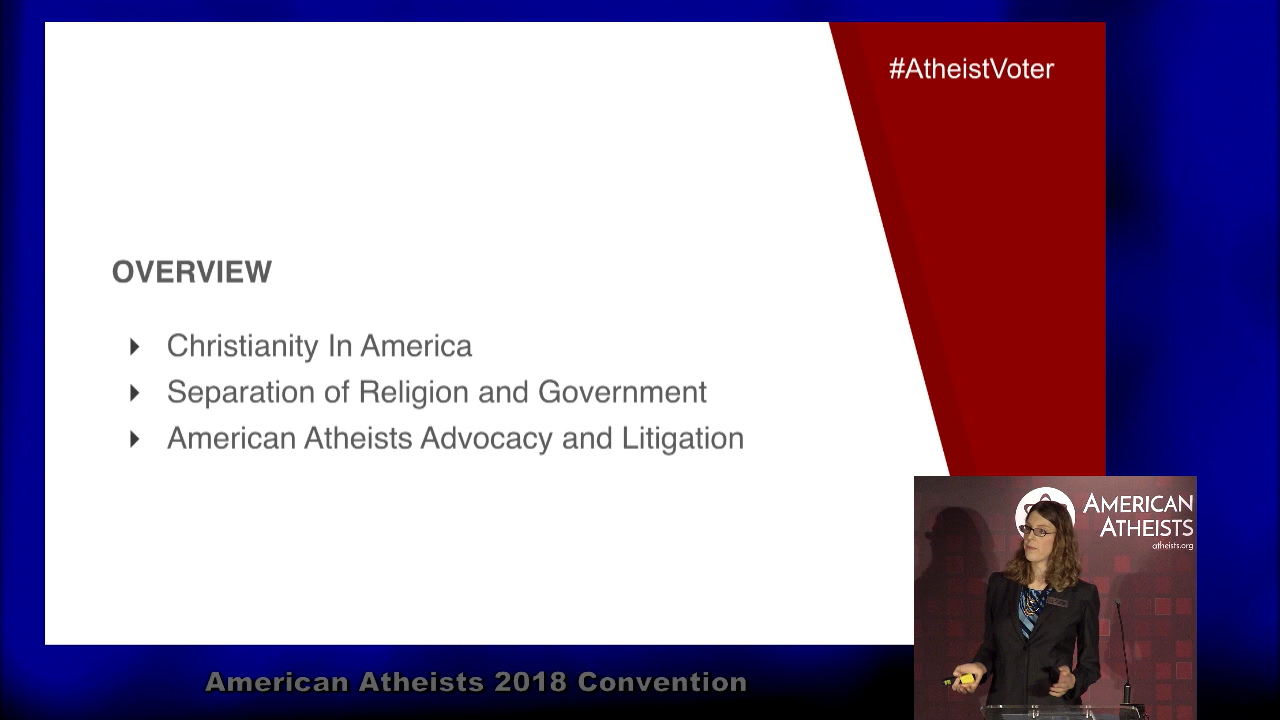 #AtheistVoter
OVERVIEW
Christianity In America
Separation of Religion and Government
American Atheists Advocacy and Litigation
AMERICAN
ATHEISTS
atheists.org
American Atheists 2018 Convention